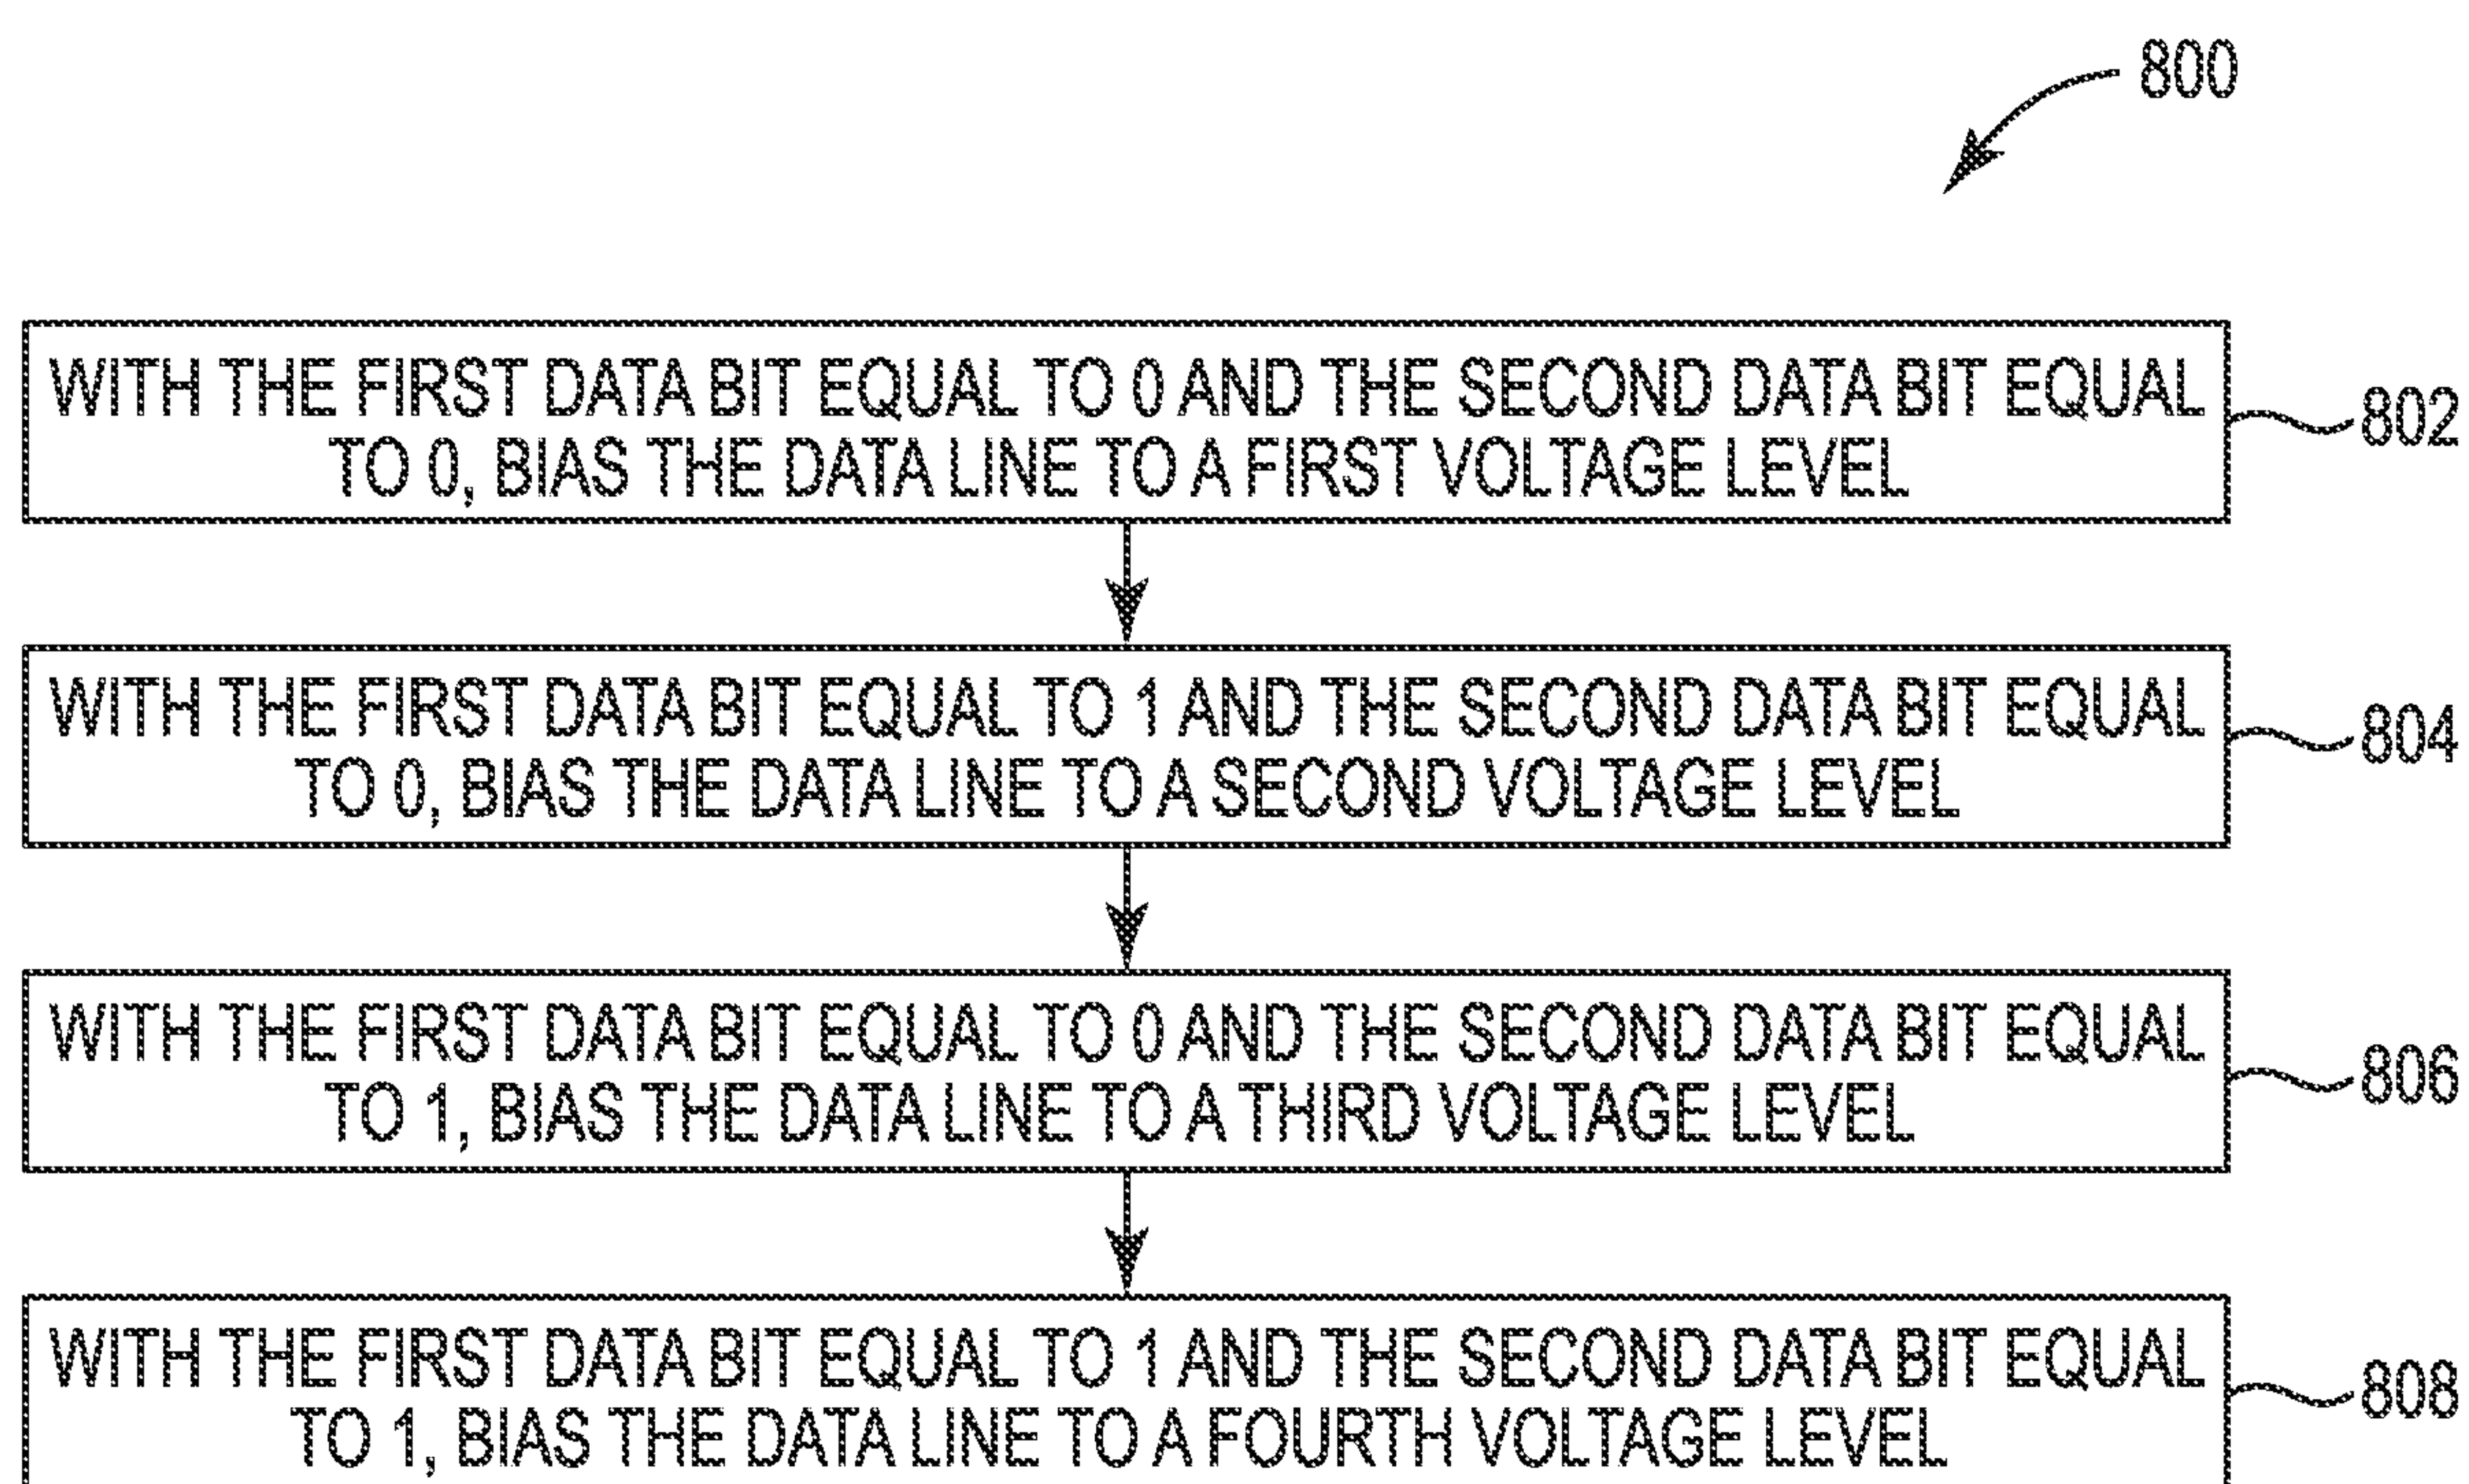 800
WITH THE FIRST DATA BIT EQUAL TO 0 AND THE SECOND DATA BIT EQUAL
TO 0, BIAS THE DATA LINE TO A FIRST VOLTAGE LEVEL
802
WITH THE FIRST DATA BIT EQUAL TO 1 AND THE SECOND DATA BIT EQUAL
TO 0, BIAS THE DATA LINE TO A SECOND VOLTAGE LEVEL
804
WITH THE FIRST DATA BIT EQUAL TO 0 AND THE SECOND DATA BIT EQUAL
TO 1, BIAS THE DATA LINE TO A THIRD VOLTAGE LEVEL
806
WITH THE FIRST DATA BIT EQUAL TO 1 AND THE SECOND DATA BIT EQUAL
TO 1, BIAS THE DATA LINE TO A FOURTH VOLTAGE LEVEL
808